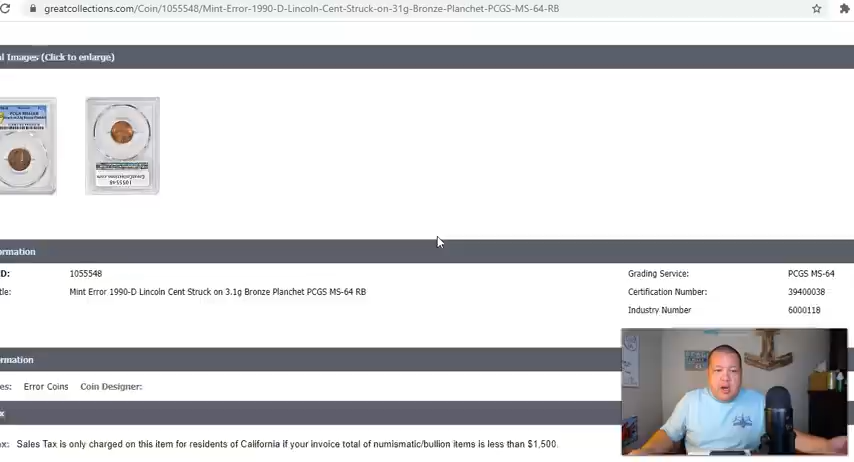 greatcollections.com/Coin/1055548/Mint-Error-1990-D-Lincoln-Cent-Struck-on-31g-Bronze-Planchet-PCGS-MS-64-RB
al Images (Click to enlarge)
1055548
ormation
D: 1055548 Grading Service: PCGS MS-64
tle: Mint Error 1990-D Lincoln Cent Struck on 3.1g Bronze Planchet PCGS MS-64 RB Certification Number: 39400038
Industry Number 6000118
ormation
es: Error Coins Coin Designer:
x
ax: Sales Tax is only charged on this item for residents of California if your invoice total of numismatic/bullion items is less than $1,500.